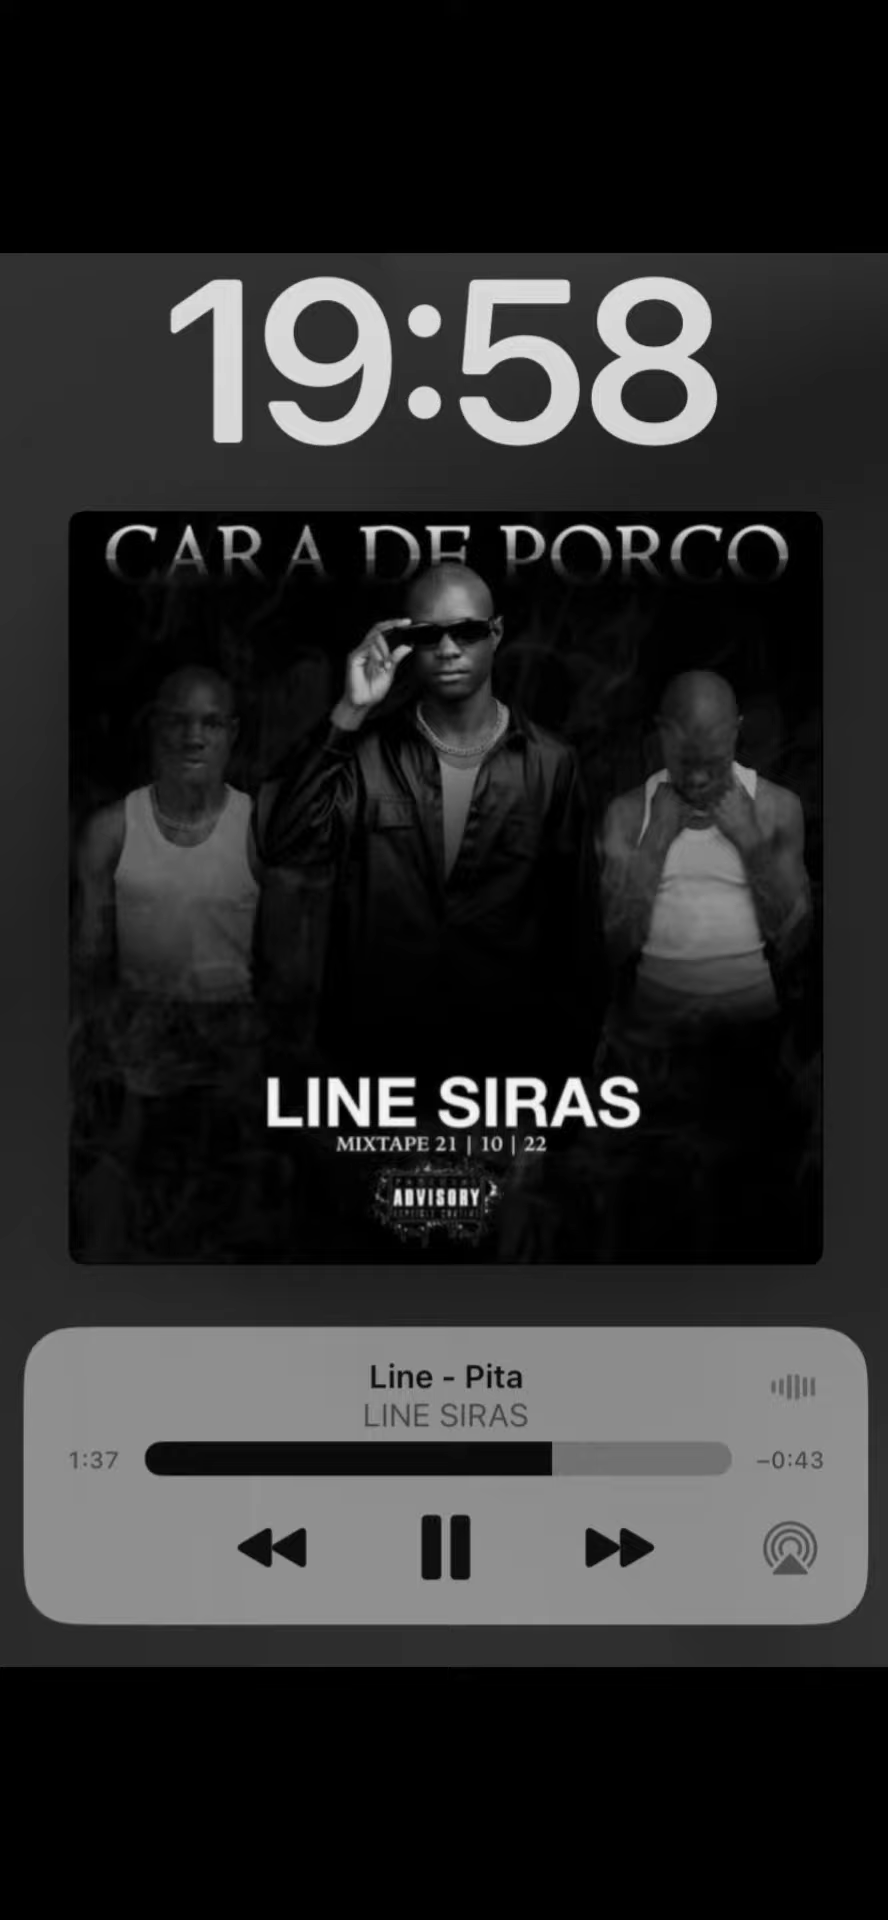 19:58
CARA DE PORCO
LINE SIRAS
MIXTAPE 21 | 10 | 22
ADVISORY
Line - Pita
LINE SIRAS
1:37
-0:43